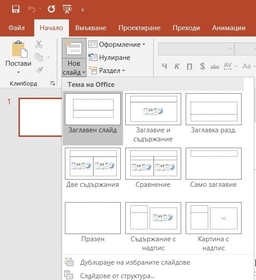 Файл Начало Вмъкване Проектиране Преходи Анимации
Постави
Клипборд
Нов
слайд
Оформление
Нулиране
Раздел
Ч К П S
Тема на Office
Заглавен слайд
Заглавие и
съдържание
Заглавка разд.
Две съдържания
Сравнение
Само заглавие
Празен
Съдържание с
надпис
Картина с
надпис
1
Дублиране на избраните слайдове
Слайдове от структура...